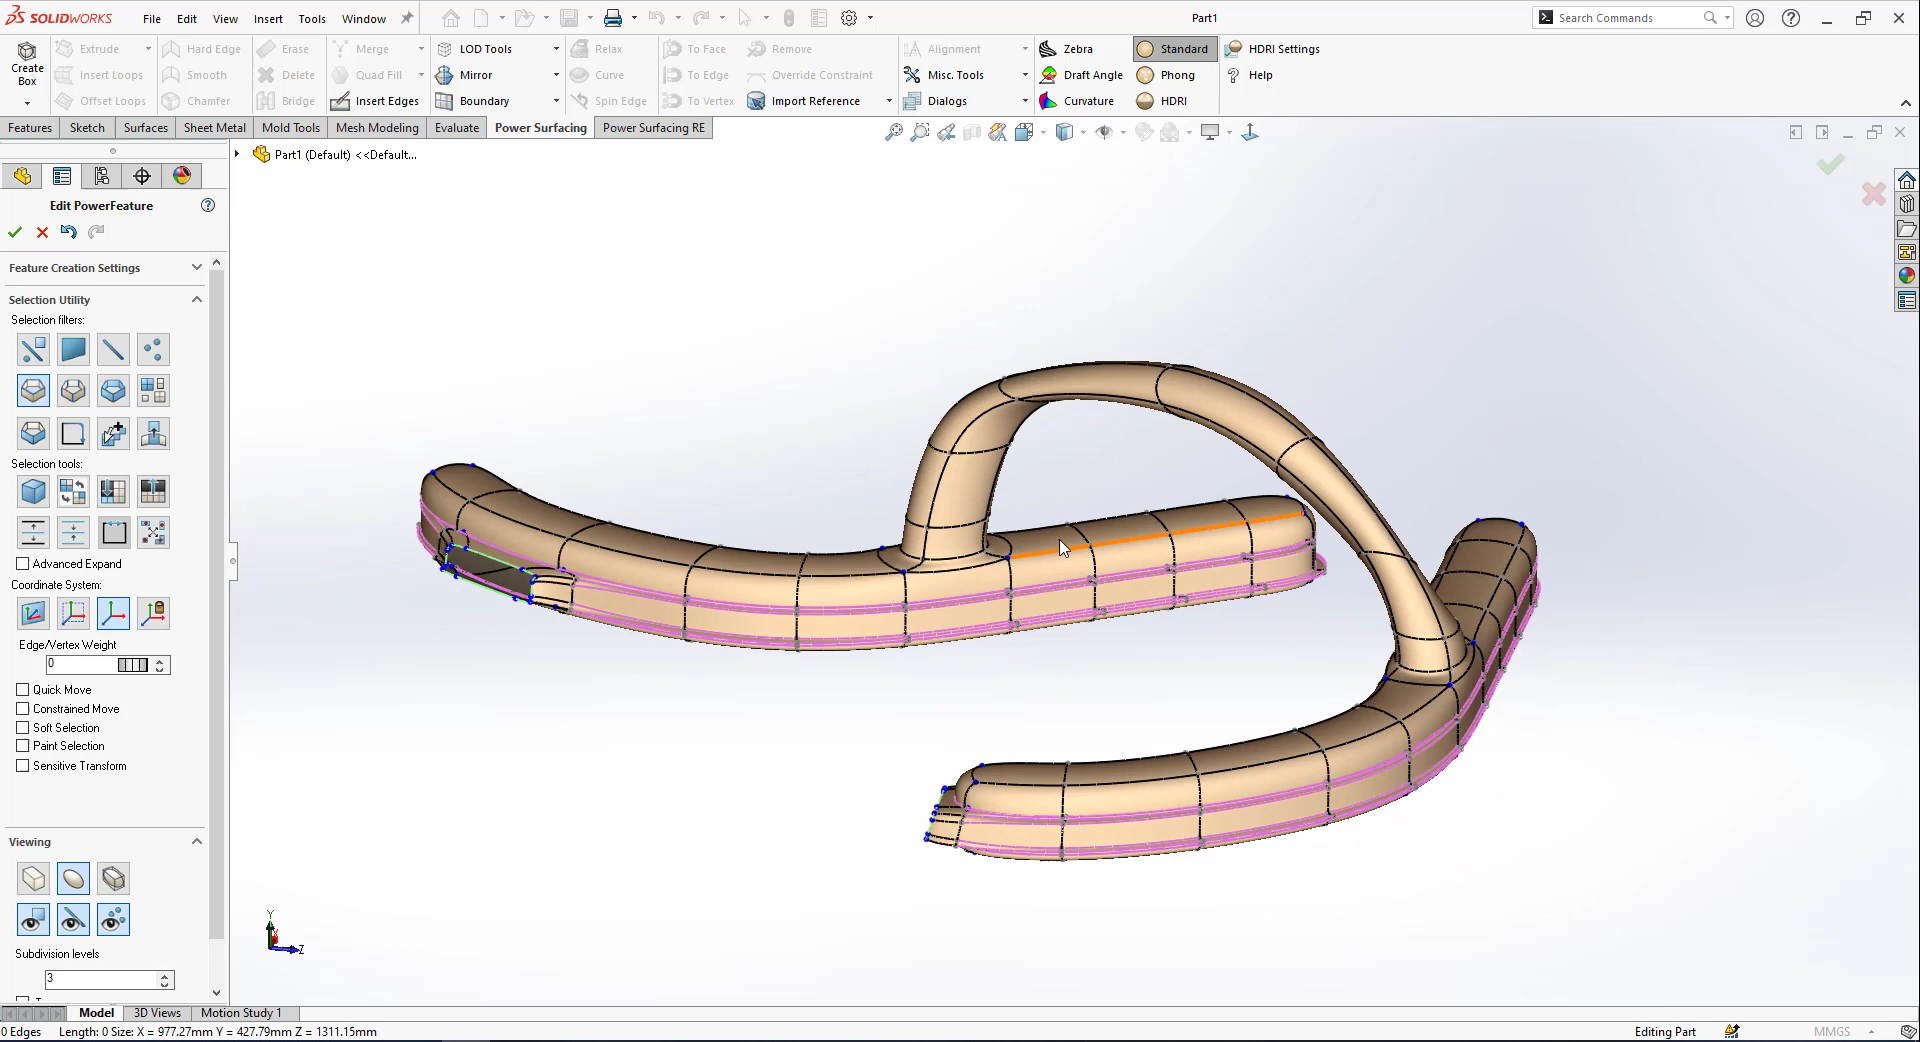 SOLIDWORKS File Edit View Insert Tools Window Part1 Search Commands
Create Box
Extrude Hard Edge Erase Merge LOD Tools Relax To Face Remove Alignment Zebra Standard HDRI Settings
Insert Loops Smooth Delete Quad Fill Mirror Curve To Edge Override Constraint Misc. Tools Draft Angle Phong Help
Offset Loops Chamfer Bridge Insert Edges Boundary Spin Edge To Vertex Import Reference Dialogs Curvature HDRI
Features Sketch Surfaces Sheet Metal Mold Tools Mesh Modeling Evaluate Power Surfacing Power Surfacing RE
Part1 (Default) <<Default...
Edit PowerFeature
Feature Creation Settings
Selection Utility
Selection filters:
Selection tools:
Advanced Expand
Coordinate System:
Edge/Vertex Weight
0
Quick Move
Constrained Move
Soft Selection
Paint Selection
Sensitive Transform
Viewing
Y
Z
Subdivision levels
3
Model 3D Views Motion Study 1
0 Edges Length: 0 Size: X = 977.27mm Y = 427.79mm Z = 1311.15mm Editing Part MMGS